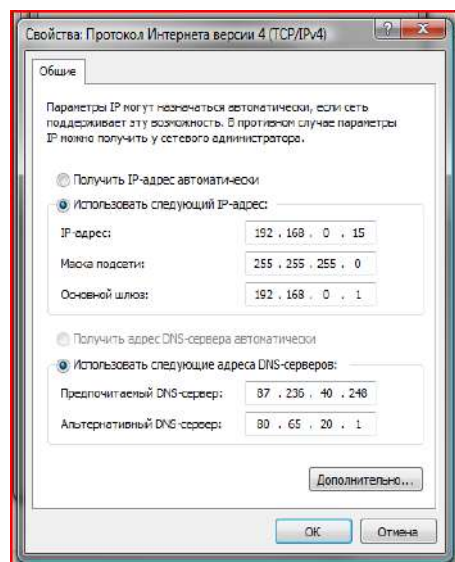 Свойства: Протокол Интернета версии 4 (TCP/IPv4)
Общие
Параметры IP могут назначаться автоматически, если сеть
поддерживает эту возможность. В противном случае параметры
IP можно получить у сетевого администратора.
Получить IP-адрес автоматически
Использовать следующий IP-адрес:
IP-адрес: 192 . 168 . 0 . 15
Маска подсети: 255 . 255 . 255 . 0
Основной шлюз: 192 . 168 . 0 . 1
Получить адрес DNS-сервера автоматически
Использовать следующие адреса DNS-серверов:
Предпочитаемый DNS-сервер: 87 . 236 . 40 . 248
Альтернативный DNS-сервер: 80 . 65 . 20 . 1
Дополнительно...
ОК
Отмена